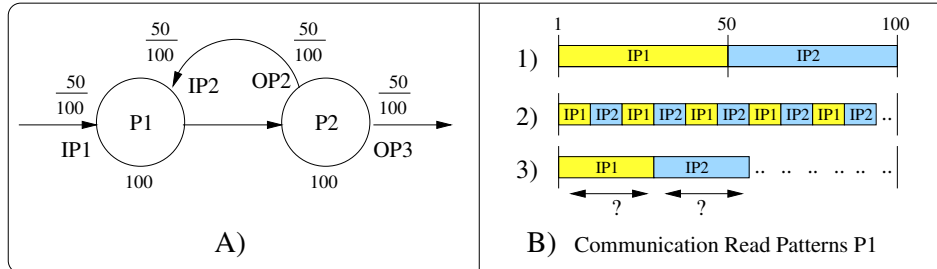 50
100
50
100
50
100
50
100
IP2
OP2
P1
P2
IP1
OP3
100
100
A)
1
50
100
1)
IP1
IP2
2)
IP1 IP2 IP1 IP2 IP1 IP2 IP1 IP2 IP1 IP2 ..
3)
IP1
IP2
.. .. .. .. .. ..
?
?
B) Communication Read Patterns P1